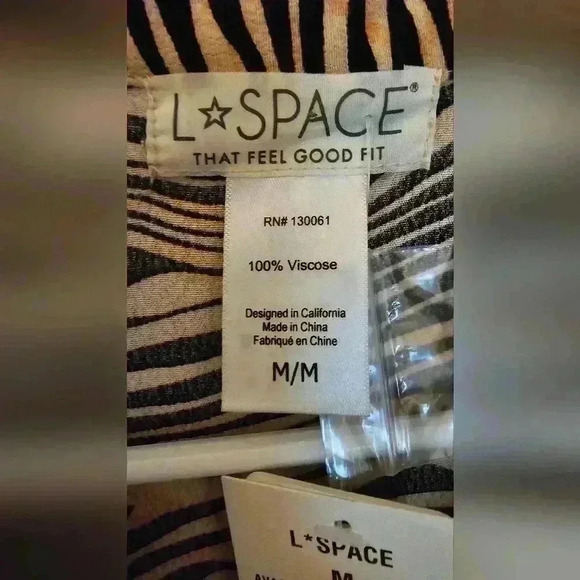 L☆SPACE®
THAT FEEL GOOD FIT
RN# 130061
100% Viscose
Designed in California
Made in China
Fabriqué en Chine
M/M
L*SPACE
M